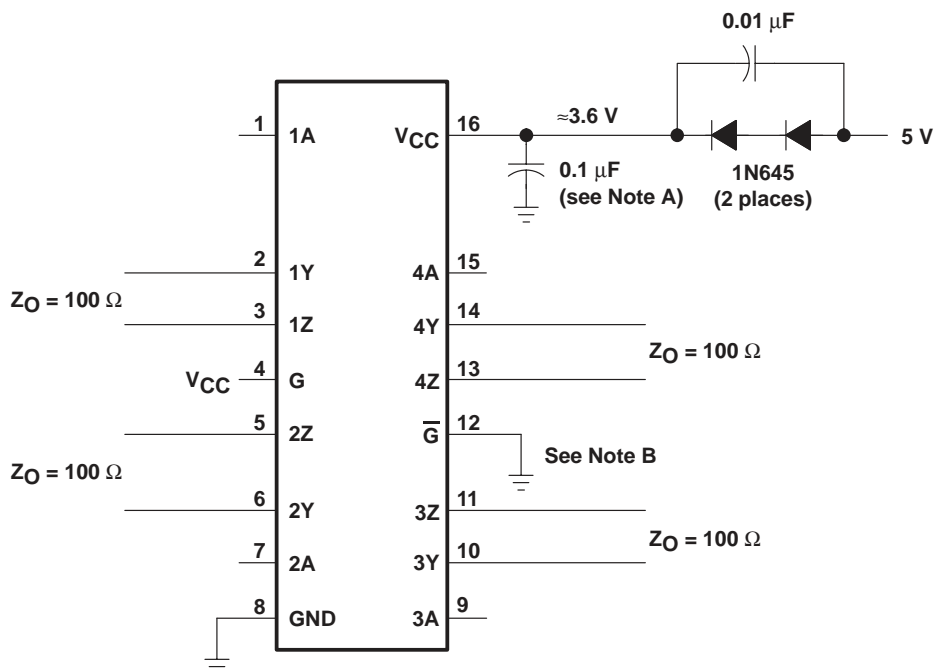 0.01 μF
1 1A
VCC 16
≈3.6 V
5 V
0.1 μF
(see Note A)
1N645
(2 places)
2 1Y
4A 15
ZO = 100 Ω
3 1Z
4Y 14
ZO = 100 Ω
VCC 4 G
4Z 13
5 2Z
G̅ 12
See Note B
ZO = 100 Ω
6 2Y
3Z 11
ZO = 100 Ω
7 2A
3Y 10
8 GND
3A 9